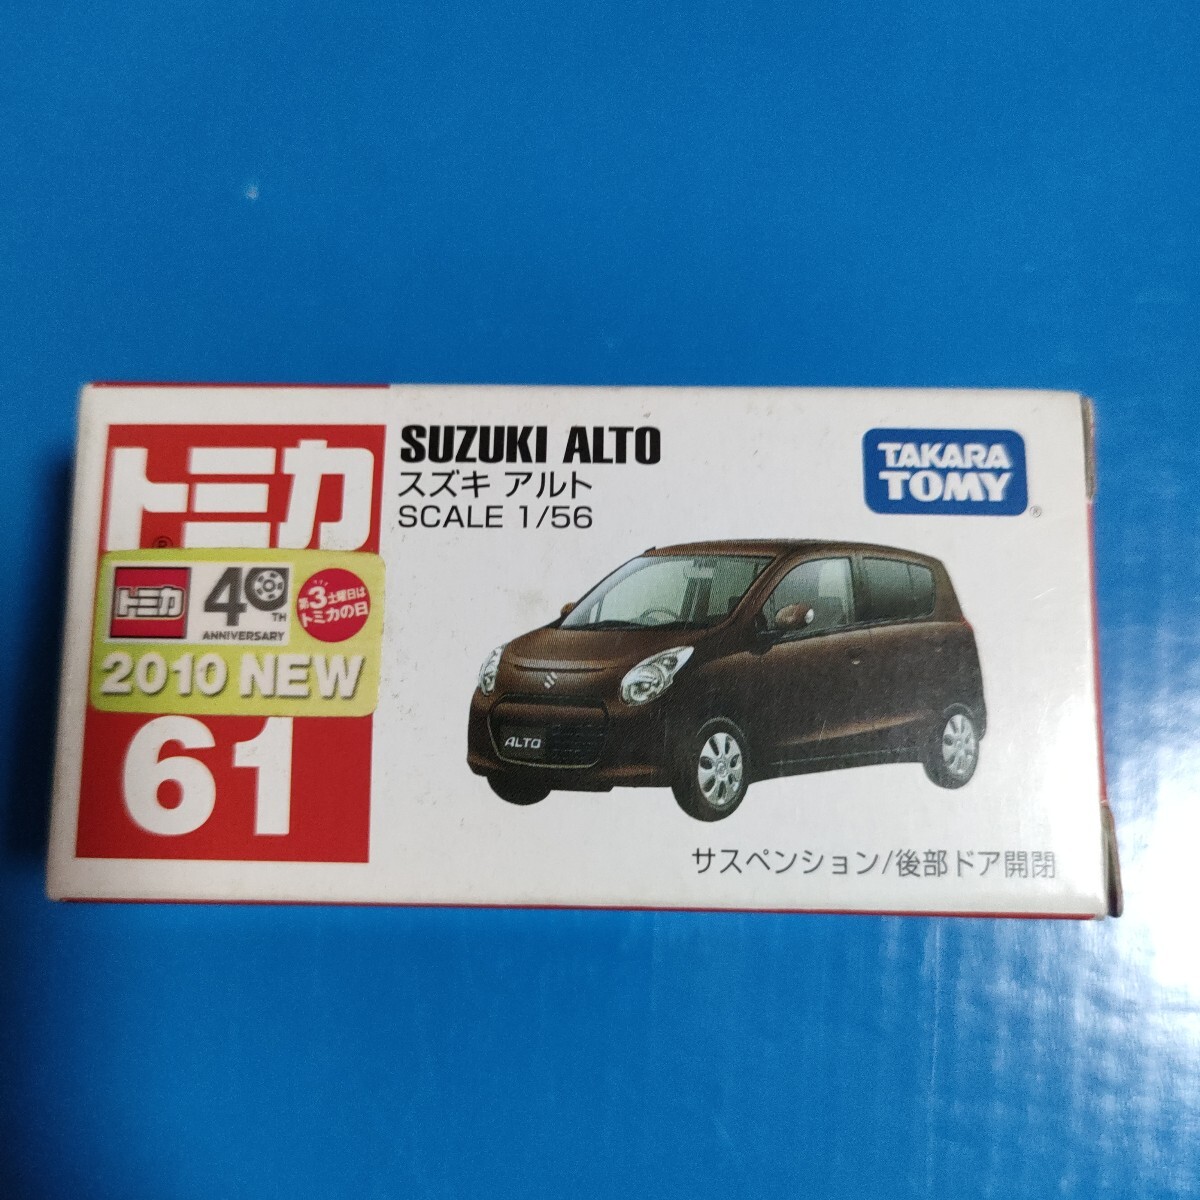 トミカ
SUZUKI ALTO
スズキ アルト
SCALE 1/56
TAKARA
TOMY
®
トミカ
40TH
ANNIVERSARY
第3土曜日は
トミカの日
2010 NEW
61
ALTO
サスペンション/後部ドア開閉